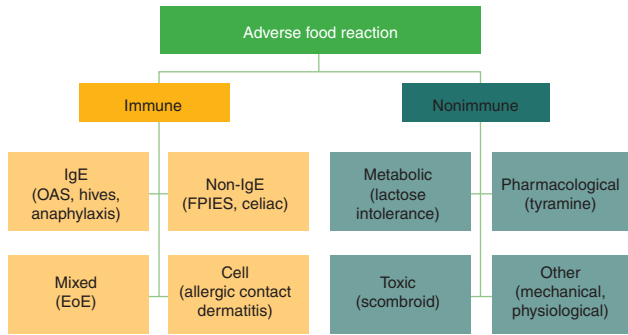 Adverse food reaction
Immune
Nonimmune
IgE
(OAS, hives,
anaphylaxis)
Non-IgE
(FPIES, celiac)
Metabolic
(lactose
intolerance)
Pharmacological
(tyramine)
Mixed
(EoE)
Cell
(allergic contact
dermatitis)
Toxic
(scombroid)
Other
(mechanical,
physiological)